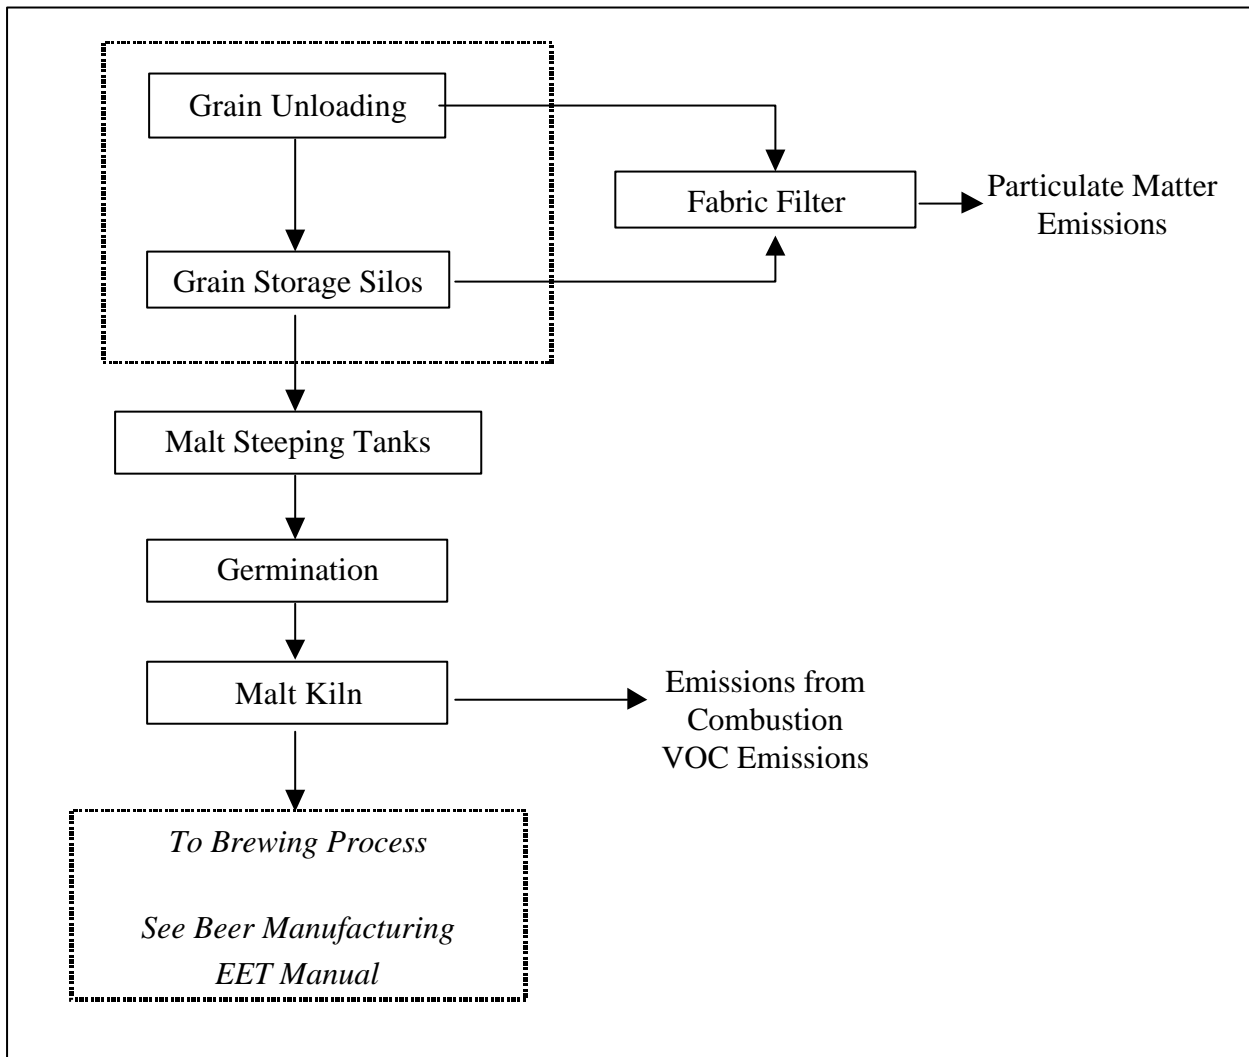 Grain Unloading
Fabric Filter
Particulate Matter
Emissions
Grain Storage Silos
Malt Steeping Tanks
Germination
Malt Kiln
Emissions from
Combustion
VOC Emissions
To Brewing Process
See Beer Manufacturing
EET Manual